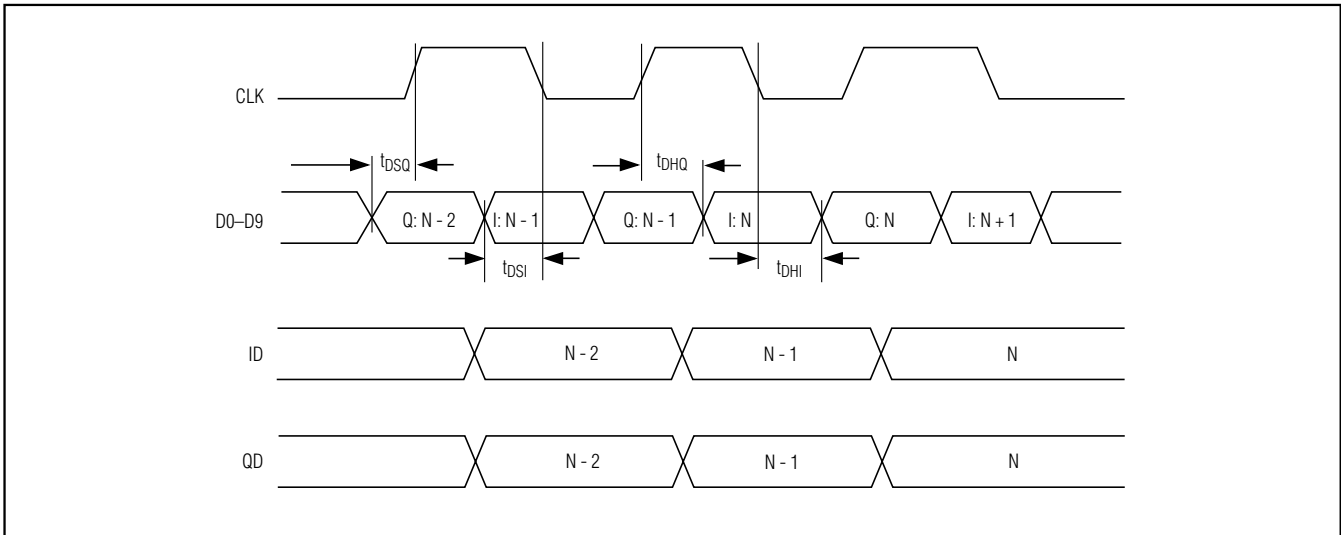 CLK
tDSQ
tDHQ
D0–D9
Q: N - 2
I: N - 1
Q: N - 1
I: N
Q: N
I: N + 1
tDSI
tDHI
ID
N - 2
N - 1
N
QD
N - 2
N - 1
N